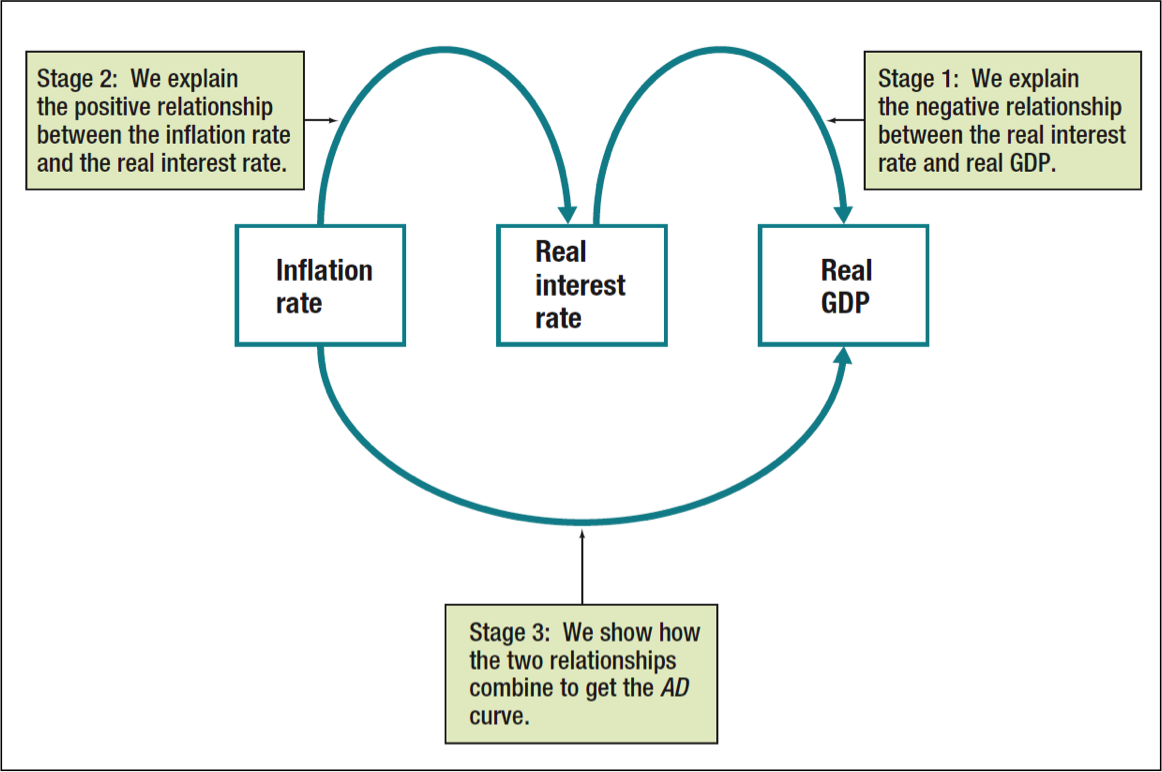 Stage 2:  We explain
the positive relationship
between the inflation rate
and the real interest rate.
Stage 1:  We explain
the negative relationship
between the real interest
rate and real GDP.
Inflation
rate
Real
interest
rate
Real
GDP
Stage 3:  We show how
the two relationships
combine to get the AD
curve.